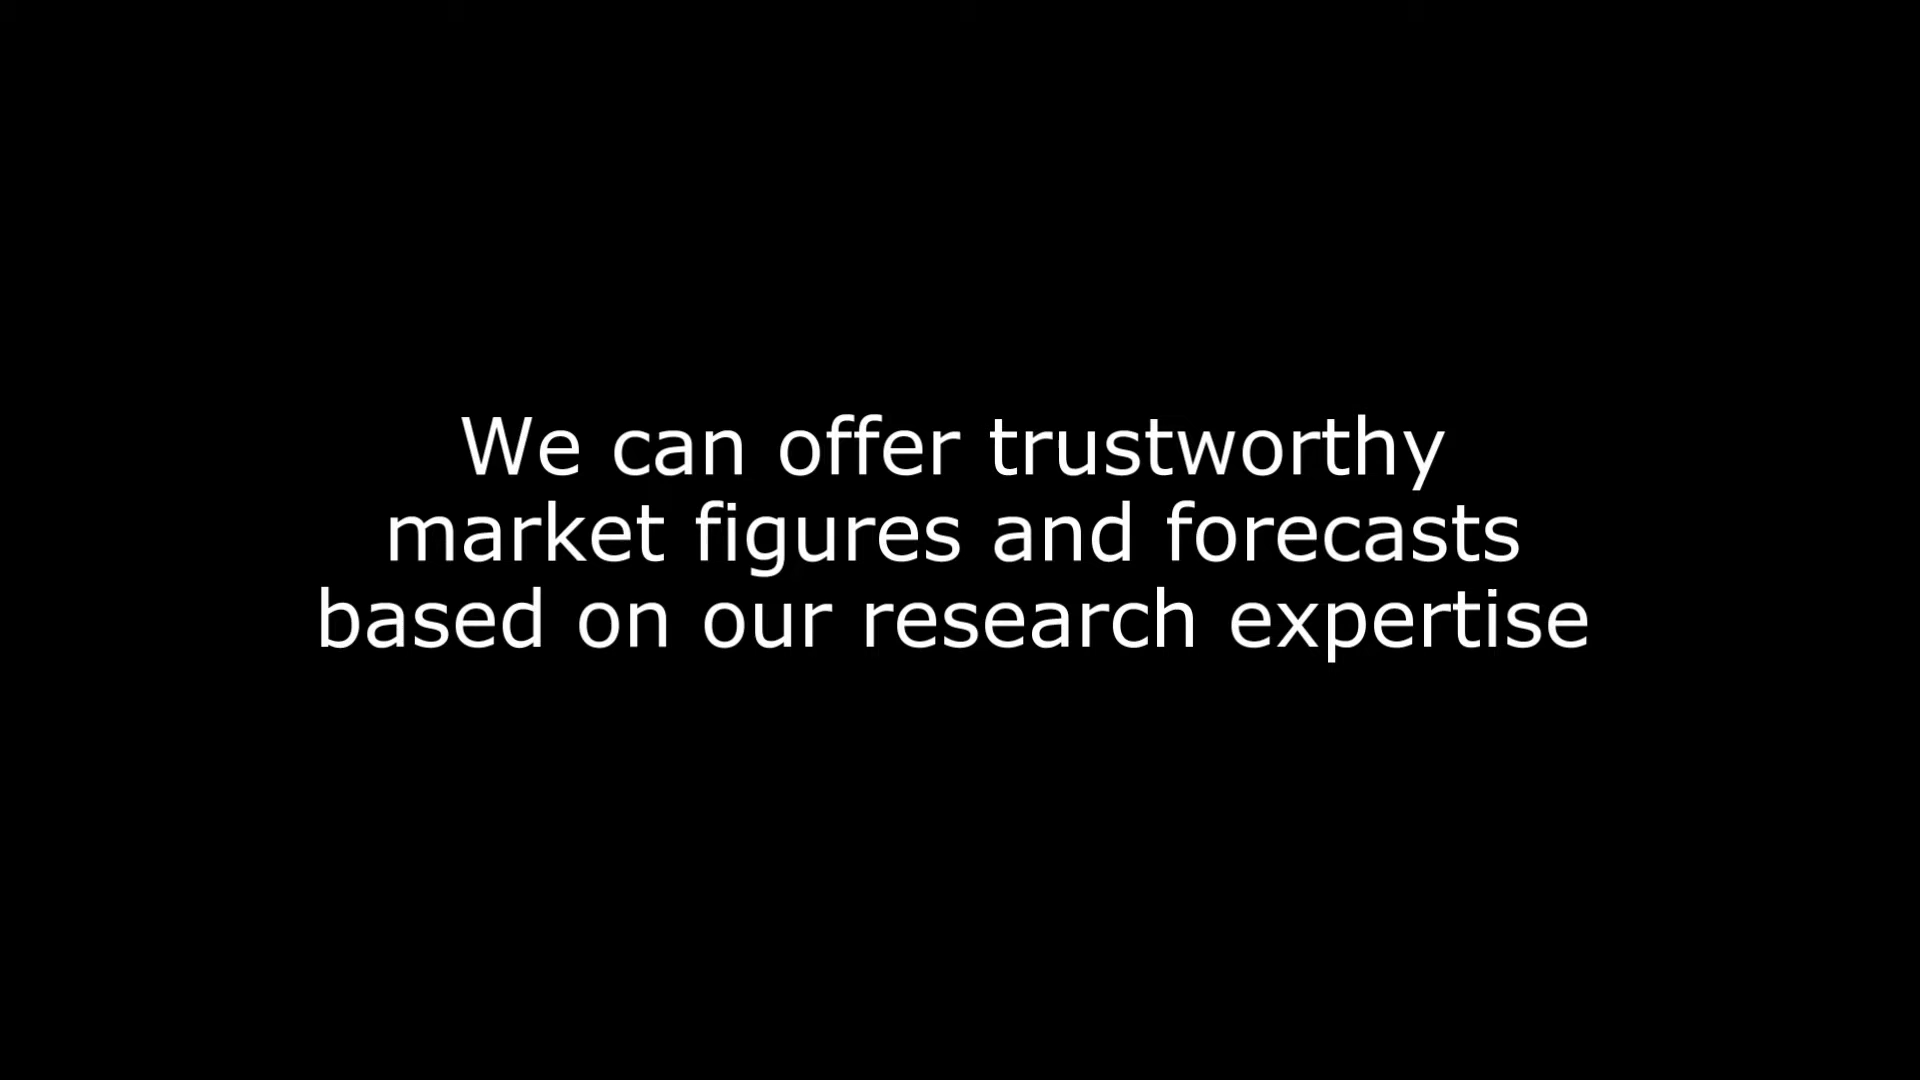 We can offer trustworthy
market figures and forecasts
based on our research expertise